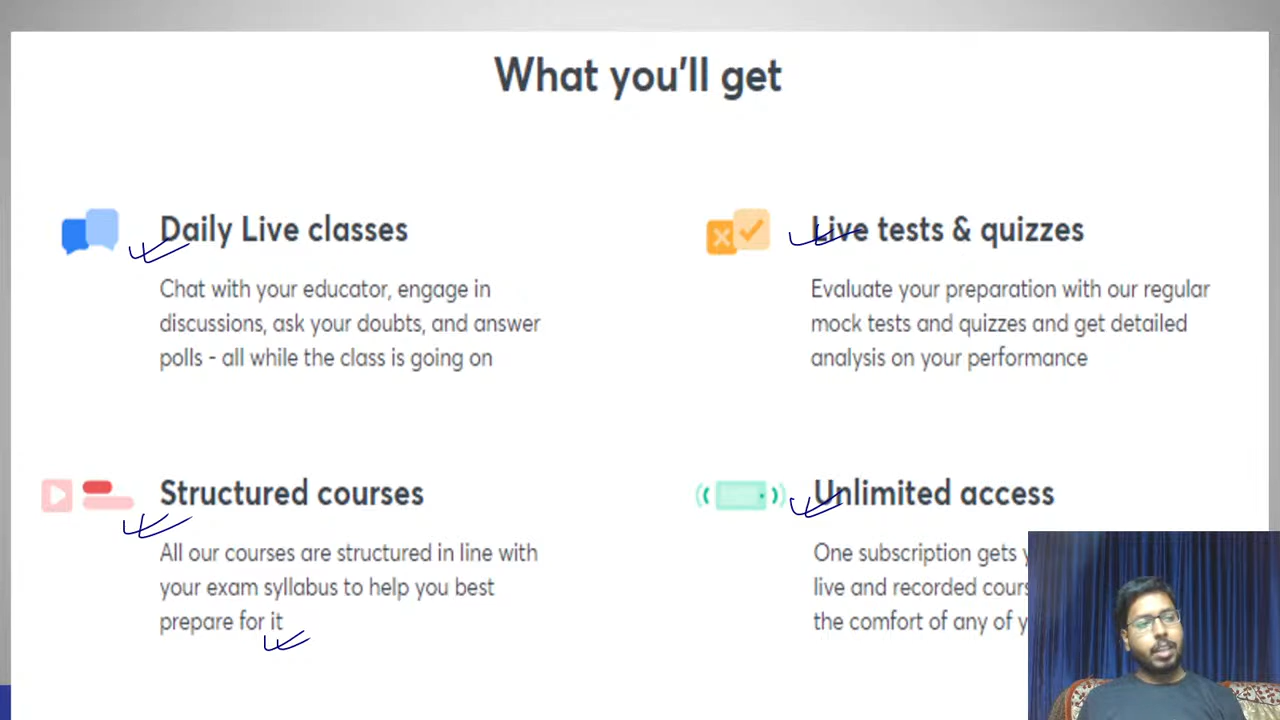 What you'll get
Daily Live classes
Chat with your educator, engage in
discussions, ask your doubts, and answer
polls - all while the class is going on
Live tests & quizzes
Evaluate your preparation with our regular
mock tests and quizzes and get detailed
analysis on your performance
Structured courses
All our courses are structured in line with
your exam syllabus to help you best
prepare for it
Unlimited access
One subscription gets
live and recorded
the comfort of any of